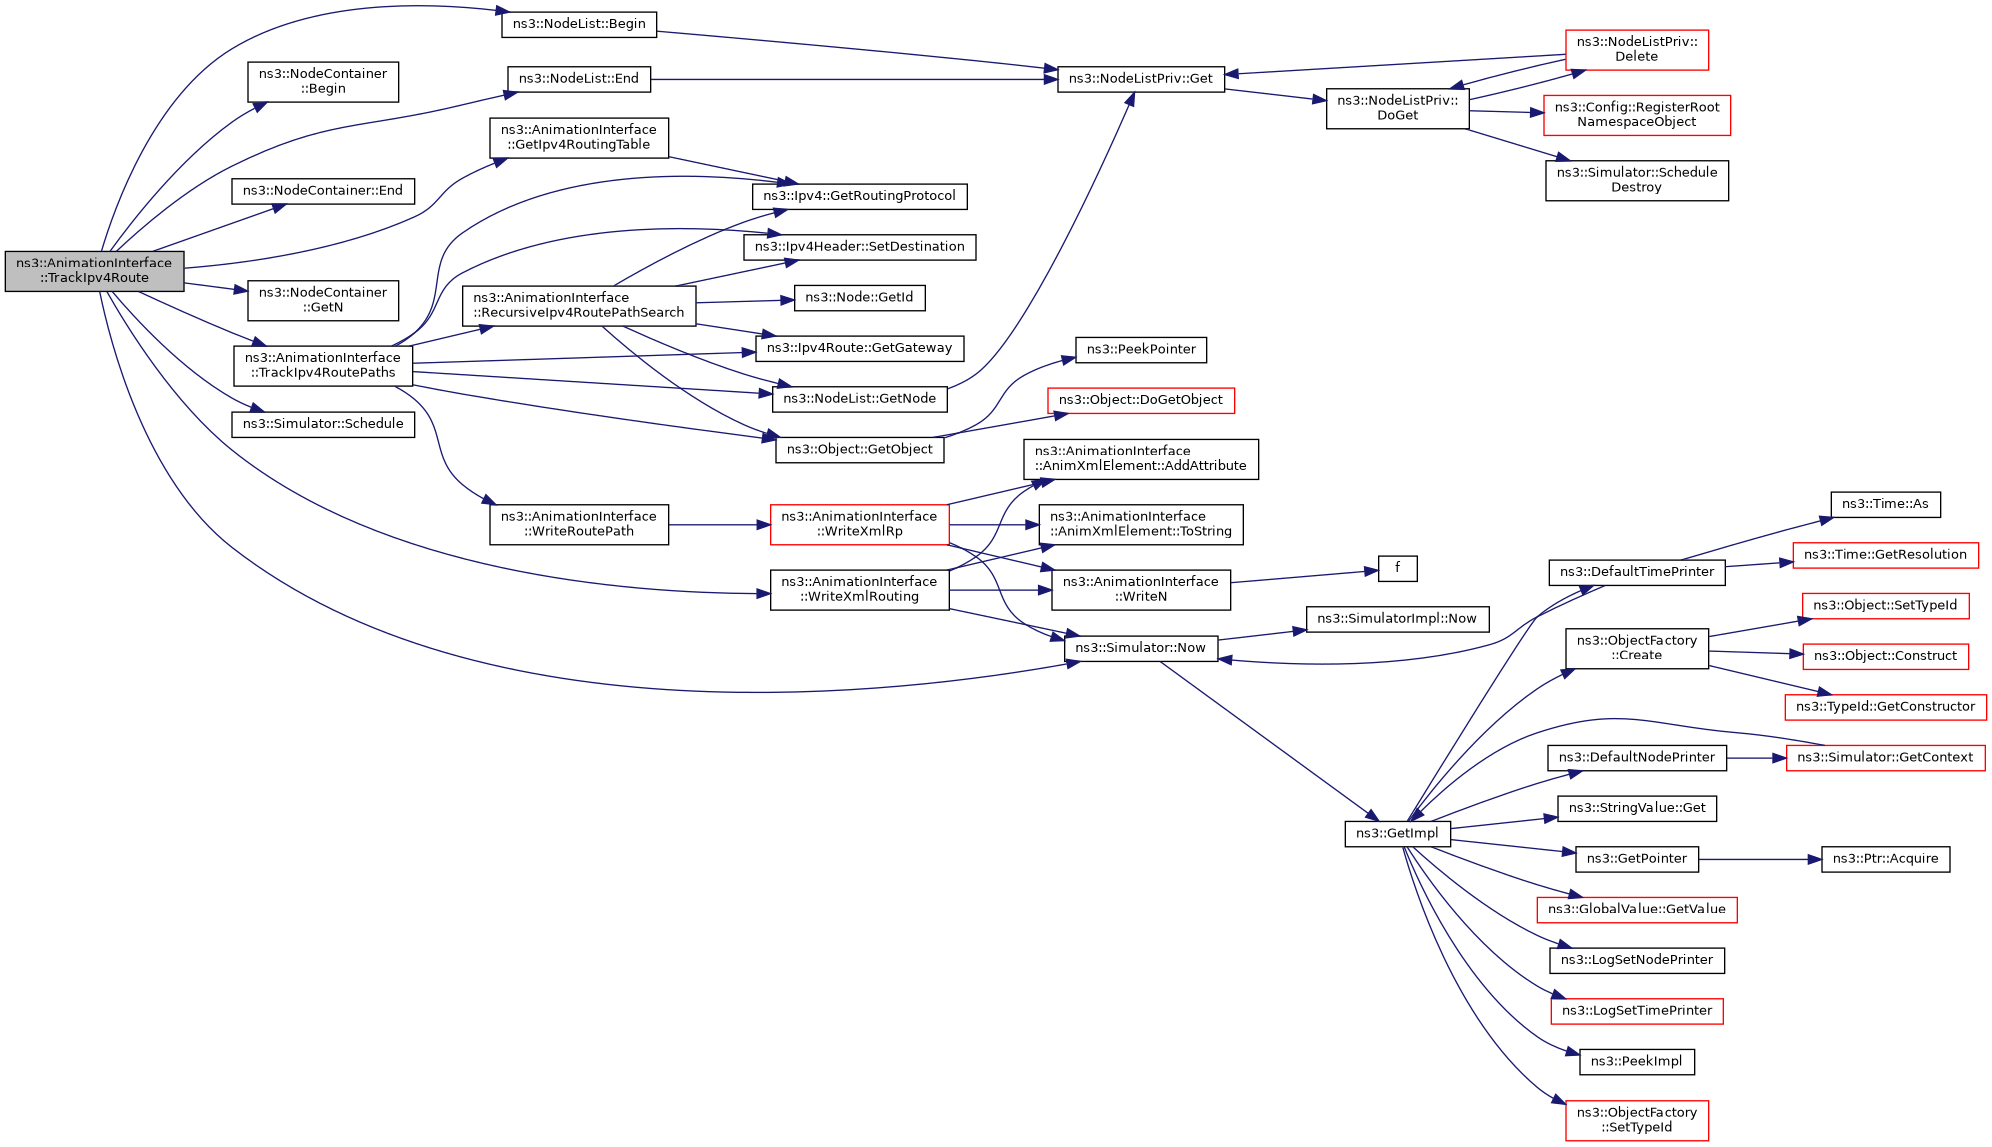 ns3::AnimationInterface
::TrackIpv4Route
ns3::NodeList::Begin
ns3::NodeContainer
::Begin
ns3::NodeList::End
ns3::AnimationInterface
::GetIpv4RoutingTable
ns3::NodeContainer::End
ns3::NodeContainer
::GetN
ns3::AnimationInterface
::TrackIpv4RoutePaths
ns3::Simulator::Schedule
ns3::AnimationInterface
::RecursiveIpv4RoutePathSearch
ns3::AnimationInterface
::WriteRoutePath
ns3::Ipv4::GetRoutingProtocol
ns3::Ipv4Header::SetDestination
ns3::Node::GetId
ns3::Ipv4Route::GetGateway
ns3::NodeList::GetNode
ns3::Object::GetObject
ns3::AnimationInterface
::WriteXmlRp
ns3::AnimationInterface
::WriteXmlRouting
ns3::NodeListPriv::Get
ns3::PeekPointer
ns3::Object::DoGetObject
ns3::AnimationInterface
::AnimXmlElement::AddAttribute
ns3::AnimationInterface
::AnimXmlElement::ToString
ns3::AnimationInterface
::WriteN
ns3::Simulator::Now
ns3::NodeListPriv::
DoGet
f
ns3::SimulatorImpl::Now
ns3::GetImpl
ns3::NodeListPriv::
Delete
ns3::Config::RegisterRoot
NamespaceObject
ns3::Simulator::Schedule
Destroy
ns3::DefaultTimePrinter
ns3::ObjectFactory
::Create
ns3::DefaultNodePrinter
ns3::StringValue::Get
ns3::GetPointer
ns3::GlobalValue::GetValue
ns3::LogSetNodePrinter
ns3::LogSetTimePrinter
ns3::PeekImpl
ns3::ObjectFactory
::SetTypeId
ns3::Time::As
ns3::Time::GetResolution
ns3::Object::SetTypeId
ns3::Object::Construct
ns3::TypeId::GetConstructor
ns3::Simulator::GetContext
ns3::Ptr::Acquire